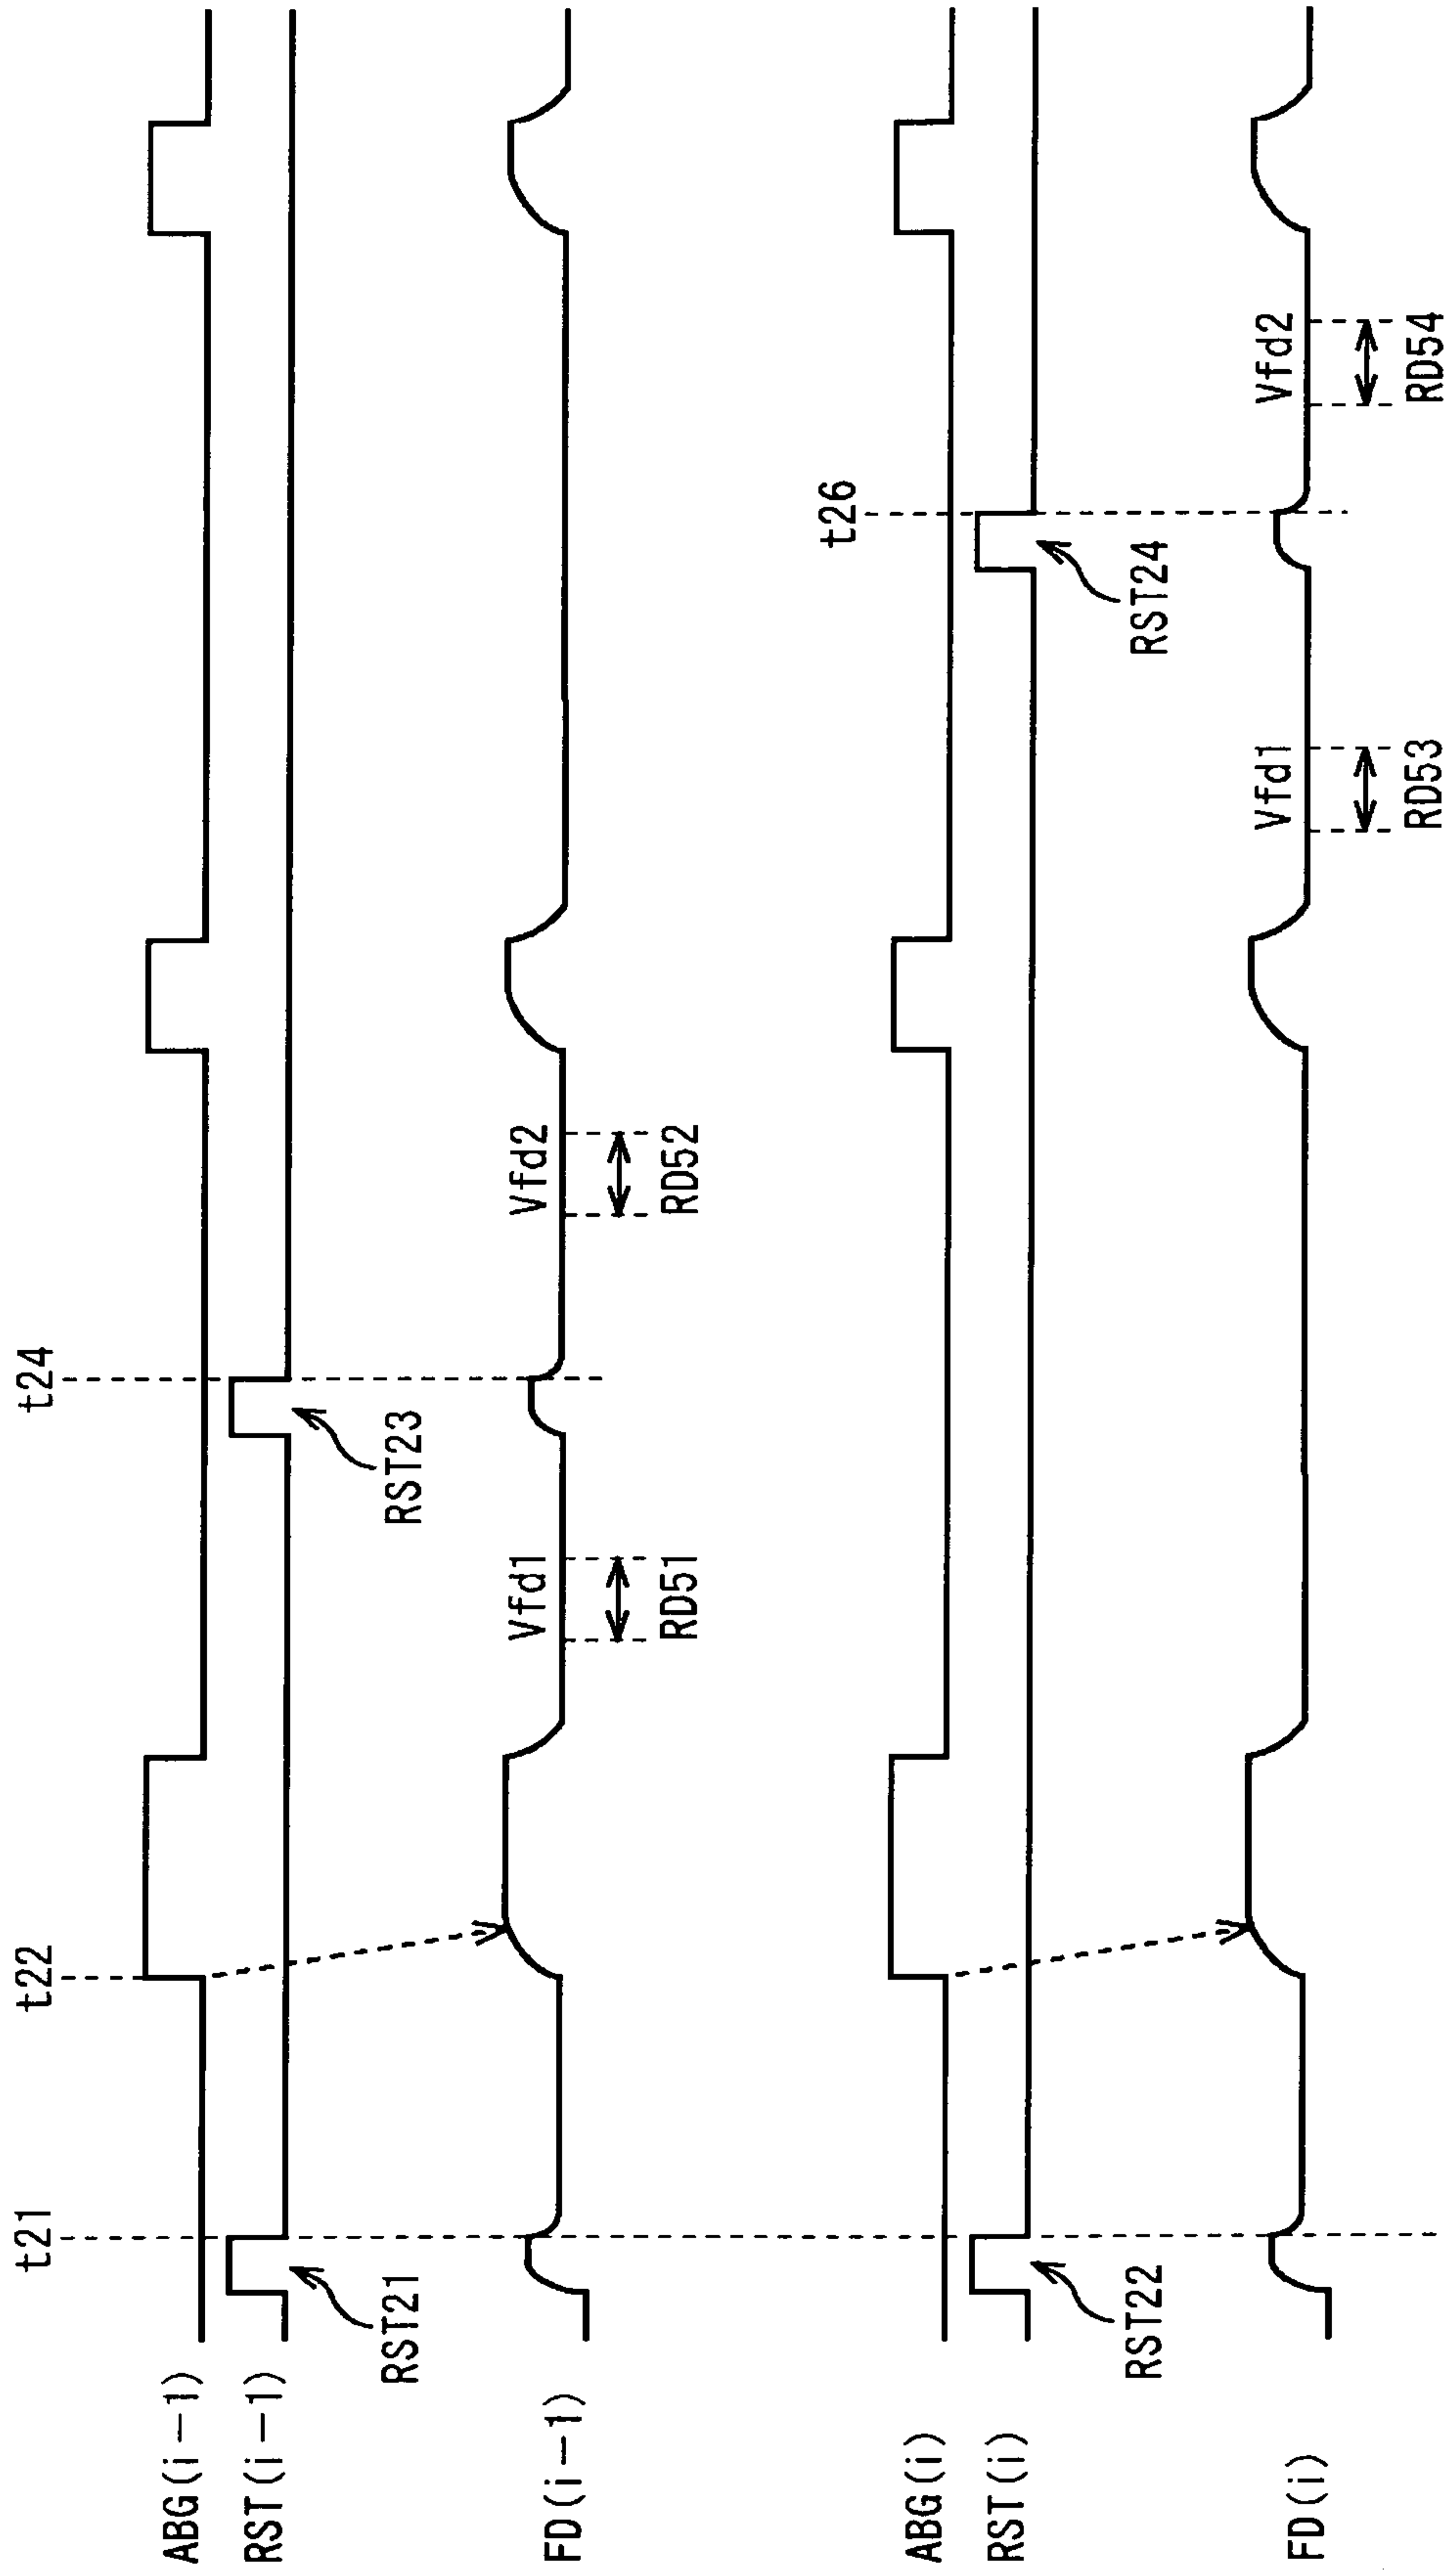 t21
t22
t24
ABG(i−1)
RST(i−1)
RST21
RST23
FD(i−1)
Vfd1
Vfd2
RD51
RD52
t26
ABG(i)
RST(i)
RST22
RST24
FD(i)
Vfd1
Vfd2
RD53
RD54